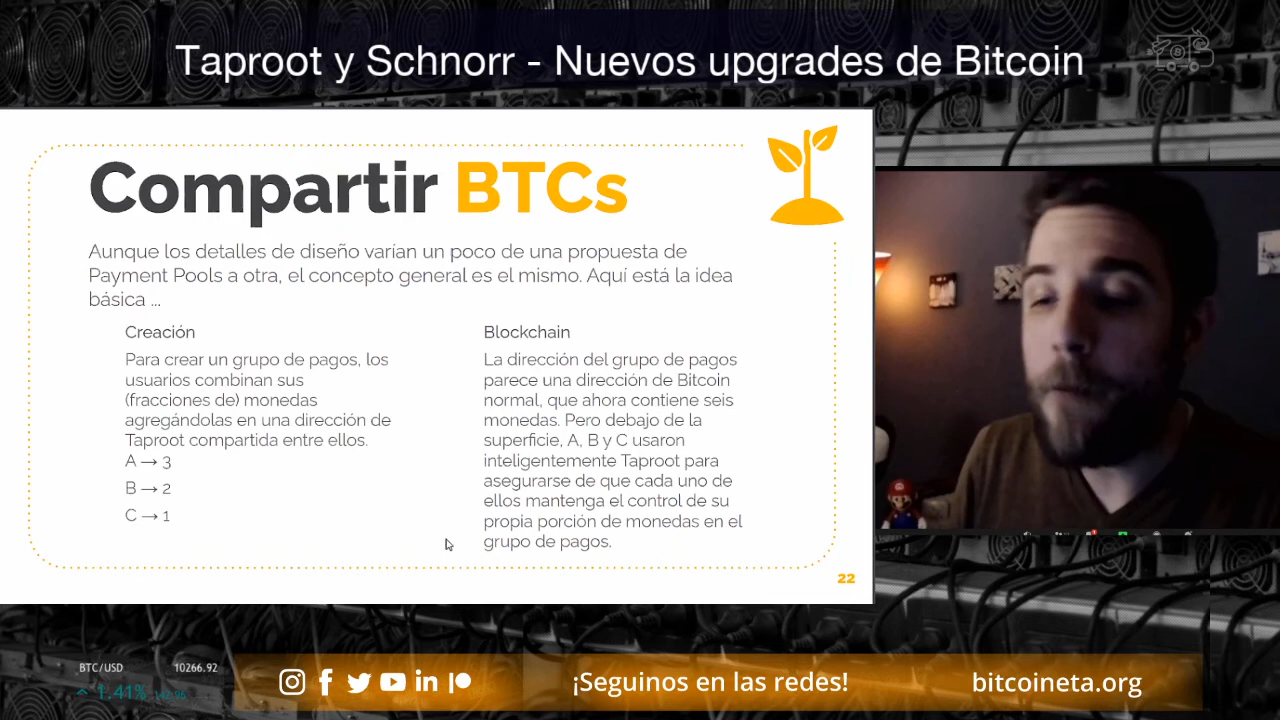 Taproot y Schnorr - Nuevos upgrades de Bitcoin
Compartir BTCs
Aunque los detalles de diseño varían un poco de una propuesta de
Payment Pools a otra, el concepto general es el mismo. Aquí está la idea
básica ...
Creación
Para crear un grupo de pagos, los
usuarios combinan sus
(fracciones de) monedas
agregándolas en una dirección de
Taproot compartida entre ellos.
A → 3
B → 2
C → 1
Blockchain
La dirección del grupo de pagos
parece una dirección de Bitcoin
normal, que ahora contiene seis
monedas. Pero debajo de la
superficie, A, B y C usaron
inteligentemente Taproot para
asegurarse de que cada uno de
ellos mantenga el control de su
propia porción de monedas en el
grupo de pagos.
22
BTC/USD 10266.92
1.41% 142.96
¡Seguinos en las redes!
bitcoineta.org